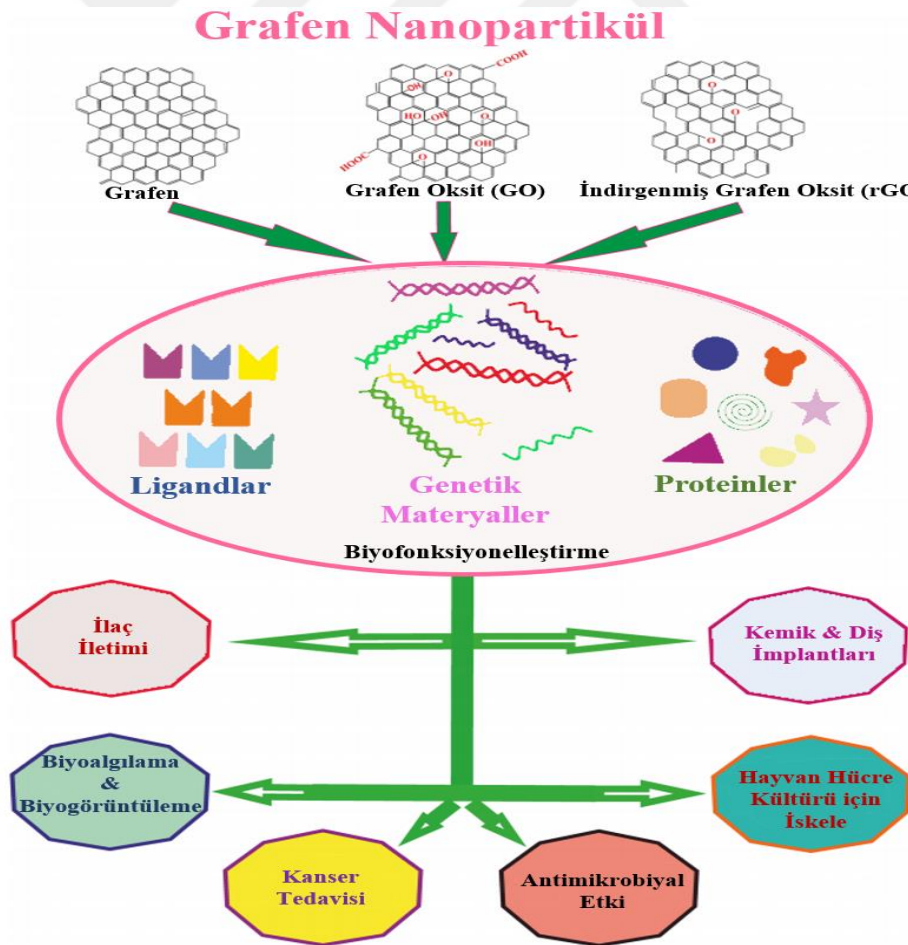 Grafen Nanopartikül
COOH
O
OH
HO
OH
O
OH
O
HOOC
O
O
O
Grafen
Grafen Oksit (GO)
İndirgenmiş Grafen Oksit (rGO
Ligandlar
Genetik
Materyaller
Proteinler
Biyofonksiyonelleştirme
İlaç
İletimi
Kemik & Diş
İmplantları
Biyoalgılama
&
Biyogörüntüleme
Hayvan Hücre
Kültürü için
İskele
Kanser
Tedavisi
Antimikrobiyal
Etki